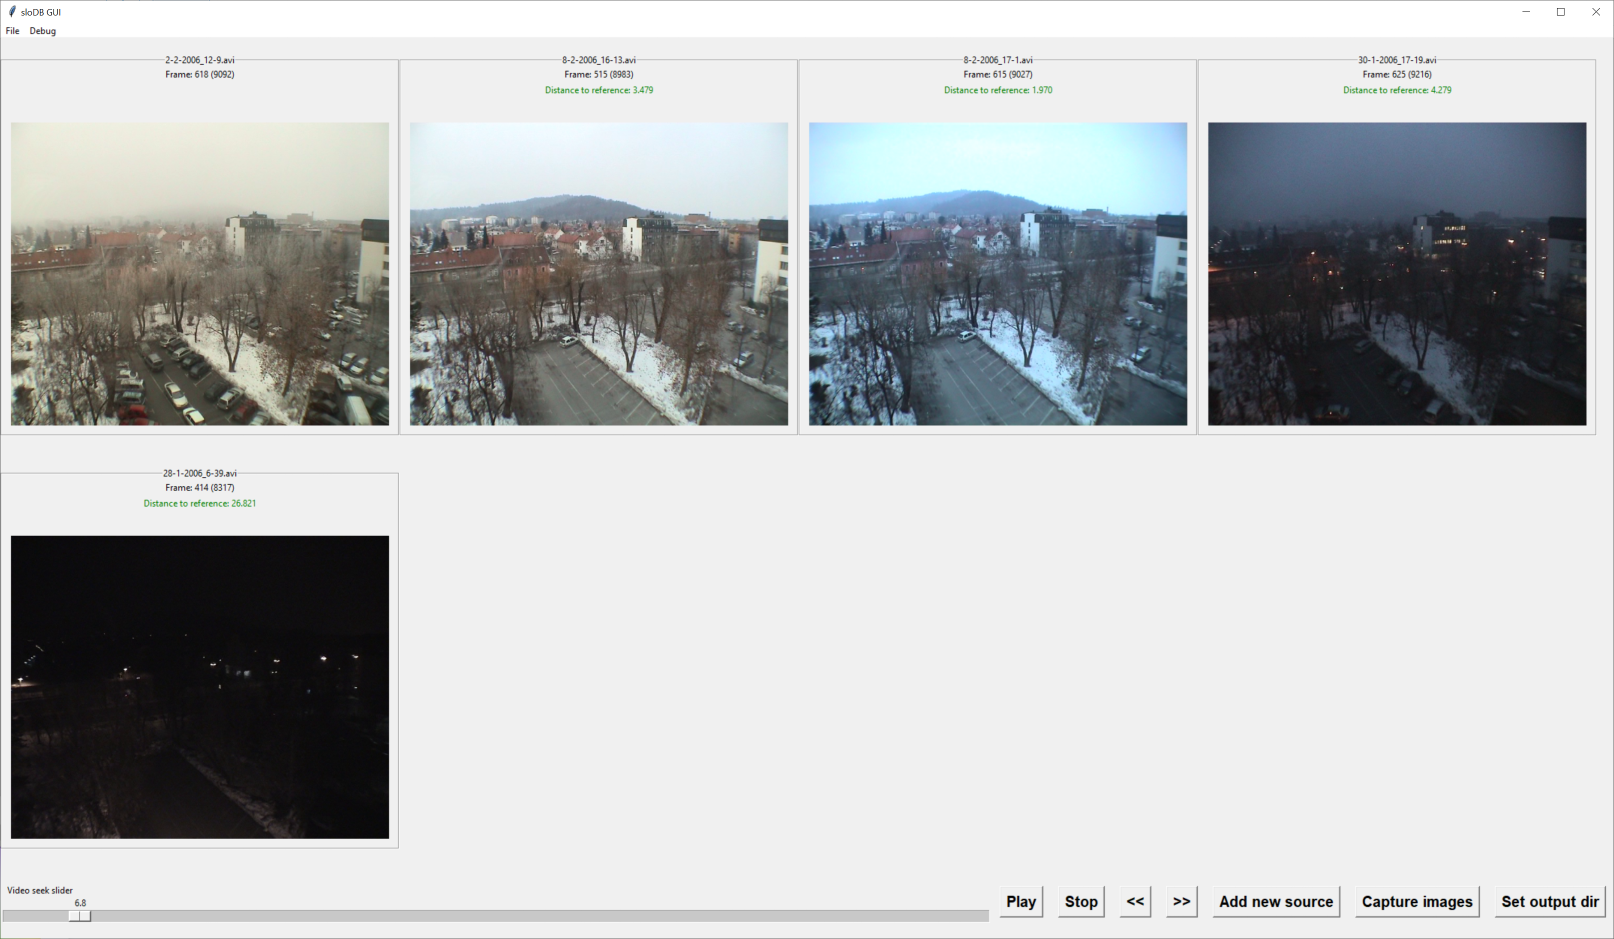 sloDB GUI
File Debug
2-2-2006_12-9.avi
Frame: 618 (9092)
8-2-2006_16-13.avi
Frame: 515 (8983)
Distance to reference: 3.479
8-2-2006_17-1.avi
Frame: 615 (9027)
Distance to reference: 1.970
30-1-2006_17-19.avi
Frame: 625 (9216)
Distance to reference: 4.279
28-1-2006_6-39.avi
Frame: 414 (8317)
Distance to reference: 26.821
Video seek slider
6.8
Play Stop << >> Add new source Capture images Set output dir